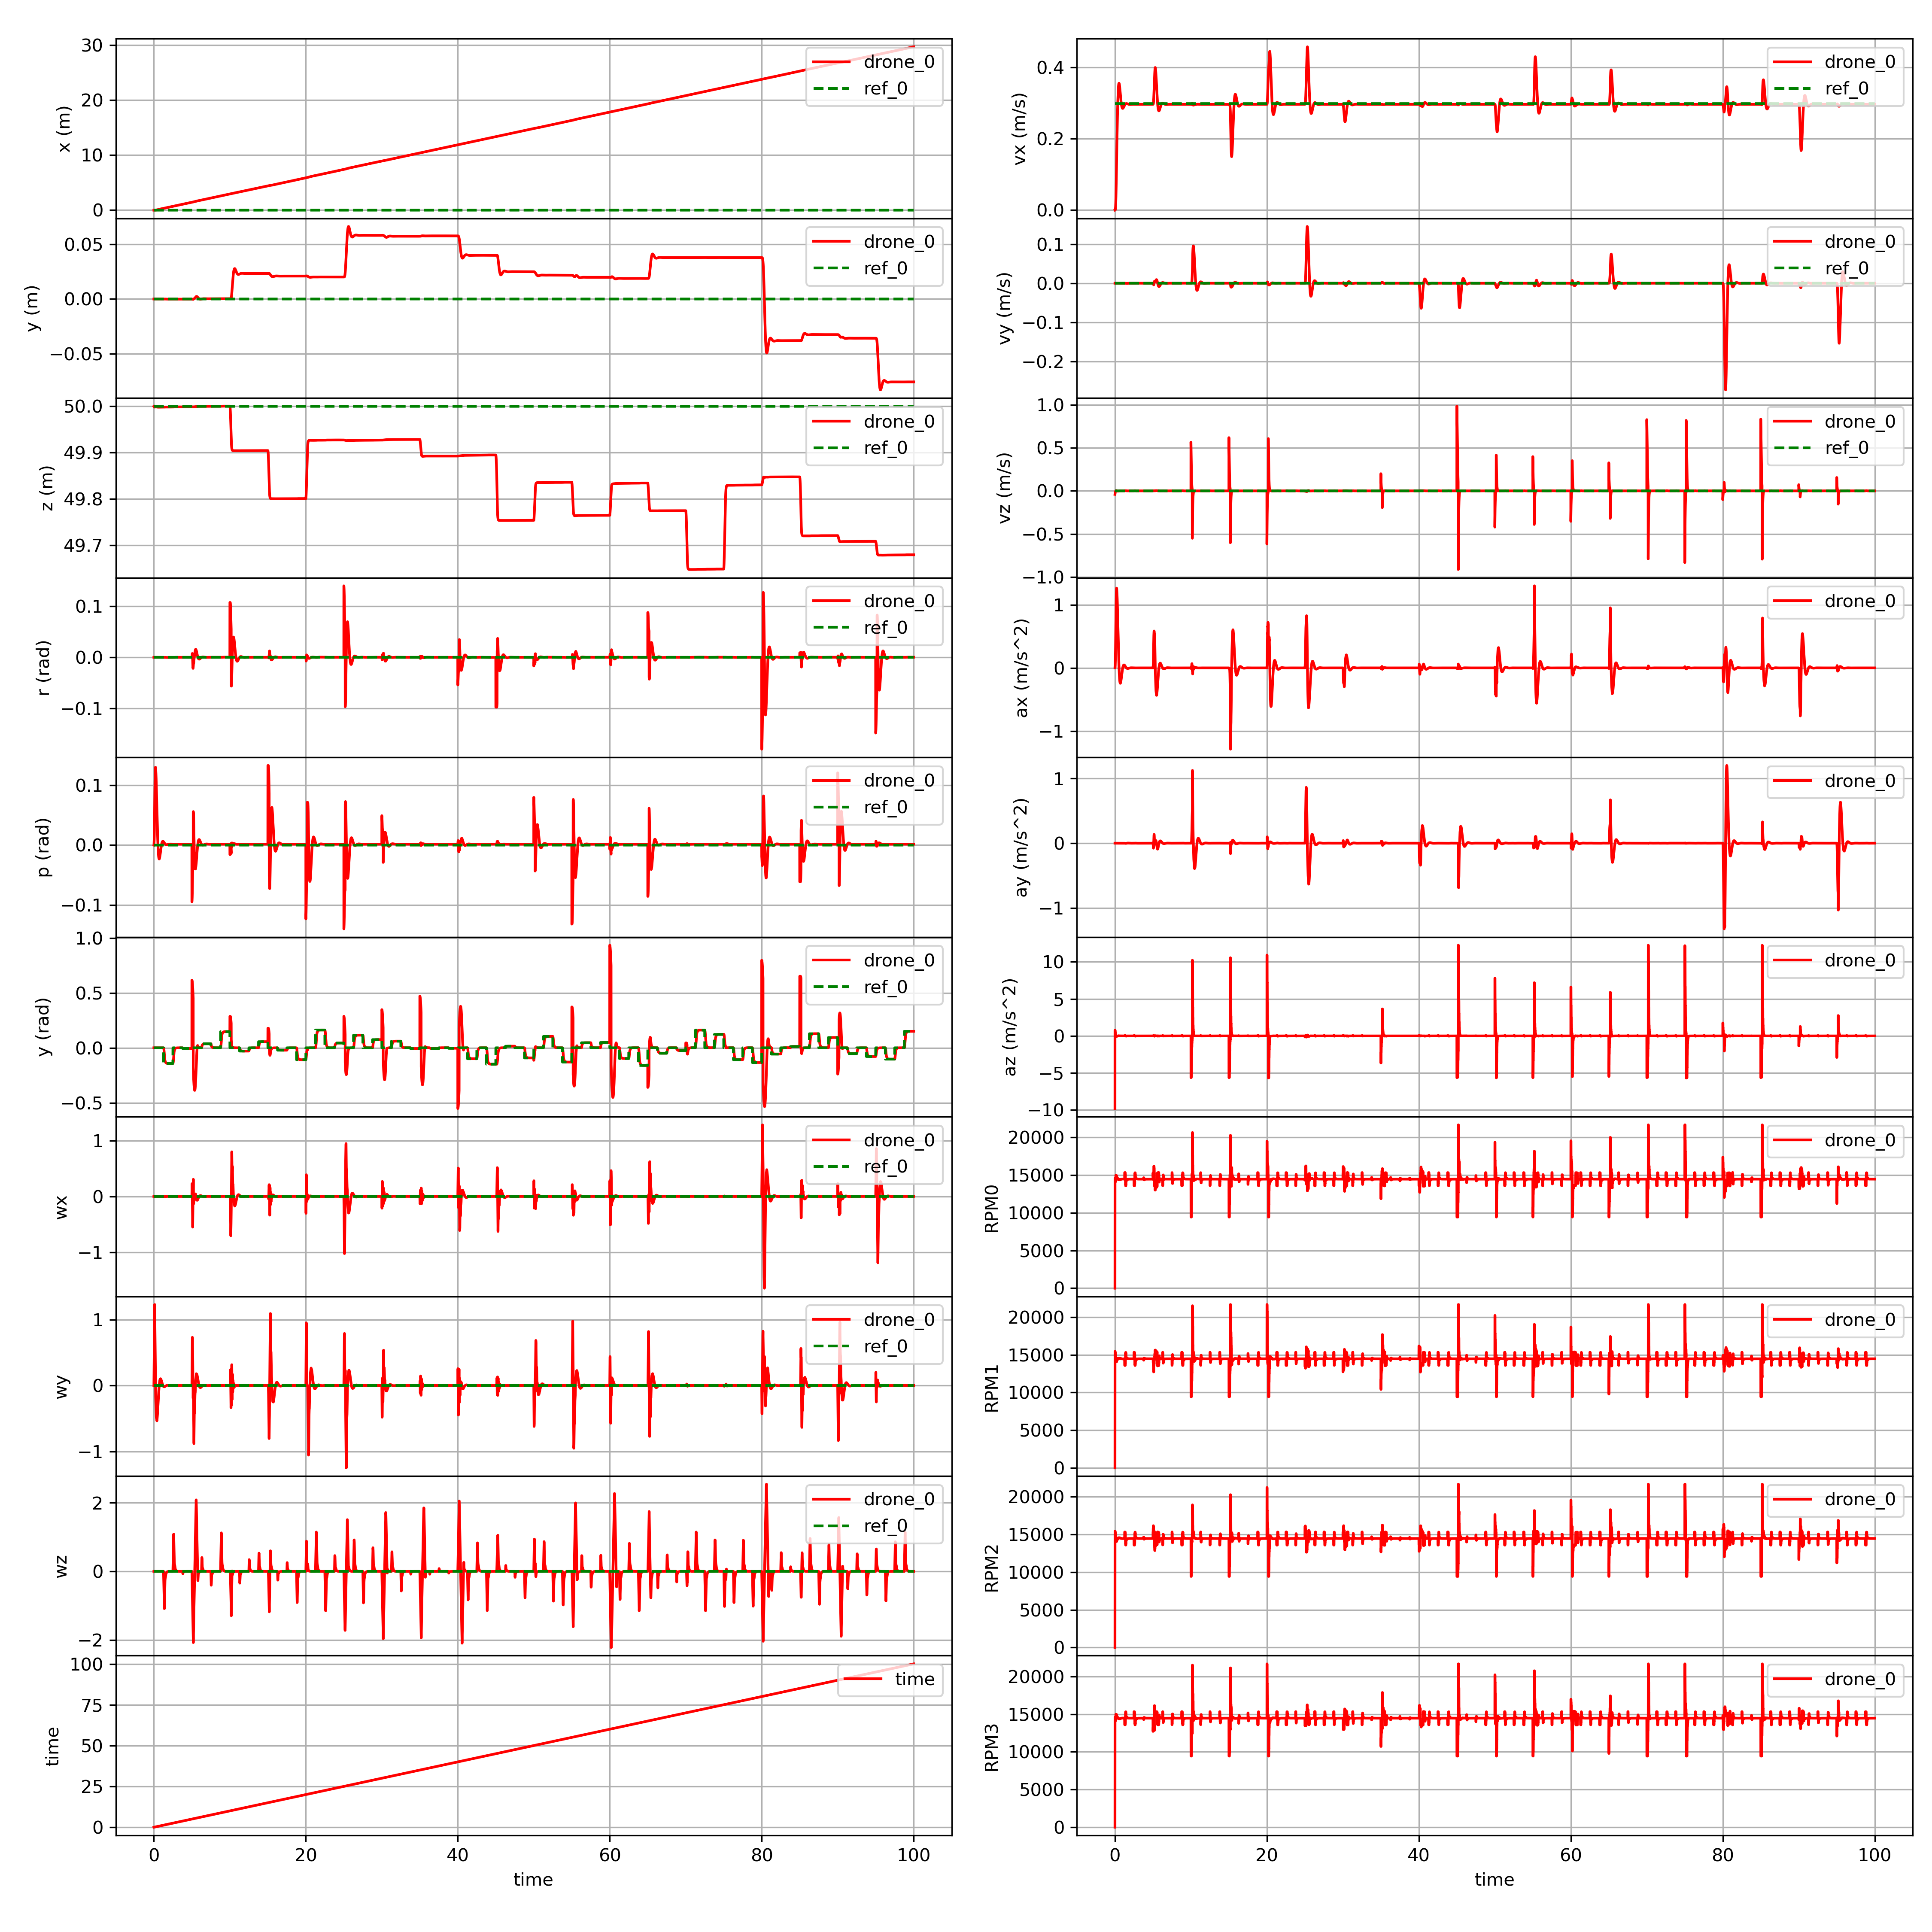 x (m)
30
20
10
0
drone_0
ref_0
y (m)
0.05
0.00
−0.05
drone_0
ref_0
z (m)
50.0
49.9
49.8
49.7
drone_0
ref_0
r (rad)
0.1
0.0
−0.1
drone_0
ref_0
p (rad)
0.1
0.0
−0.1
drone_0
ref_0
y (rad)
1.0
0.5
0.0
−0.5
drone_0
ref_0
wx
1
0
−1
drone_0
ref_0
wy
1
0
−1
drone_0
ref_0
wz
2
0
−2
drone_0
ref_0
time
100
75
50
25
0
time
0 20 40 60 80 100
time
vx (m/s)
0.4
0.2
0.0
drone_0
ref_0
vy (m/s)
0.1
0.0
−0.1
−0.2
drone_0
ref_0
vz (m/s)
1.0
0.5
0.0
−0.5
−1.0
drone_0
ref_0
ax (m/s^2)
1
0
−1
drone_0
ay (m/s^2)
1
0
−1
drone_0
az (m/s^2)
10
5
0
−5
−10
drone_0
RPM0
20000
15000
10000
5000
0
drone_0
RPM1
20000
15000
10000
5000
0
drone_0
RPM2
20000
15000
10000
5000
0
drone_0
RPM3
20000
15000
10000
5000
0
drone_0
0 20 40 60 80 100
time